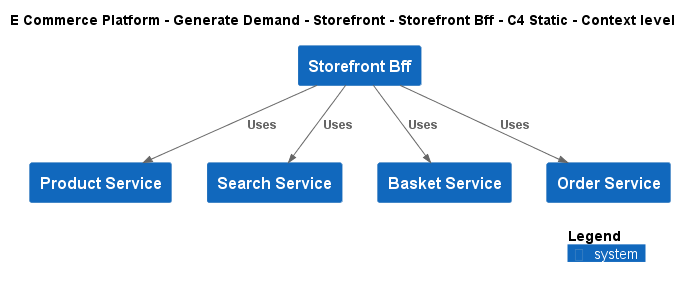 E Commerce Platform - Generate Demand - Storefront - Storefront Bff - C4 Static - Context level
Storefront Bff
Uses Uses Uses Uses
Product Service Search Service Basket Service Order Service
Legend
system